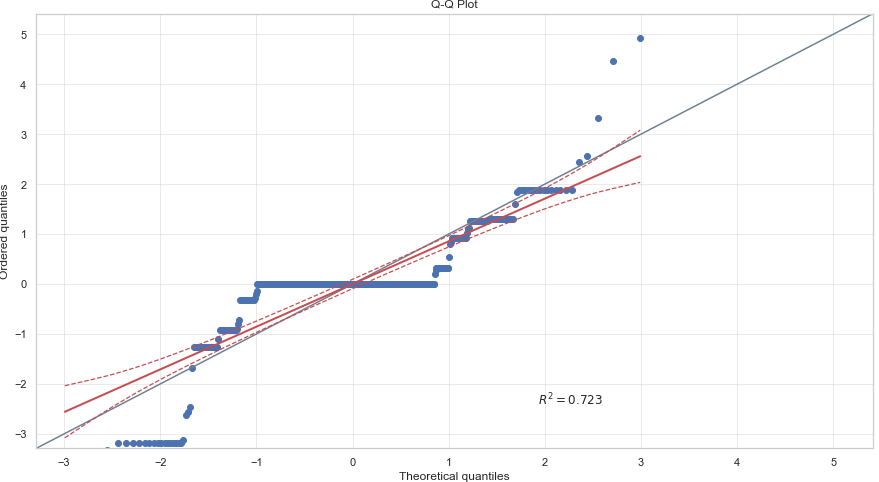 Q-Q Plot
5
4
3
2
1
0
−1
−2
−3
Ordered quantiles
R² = 0.723
−3 −2 −1 0 1 2 3 4 5
Theoretical quantiles